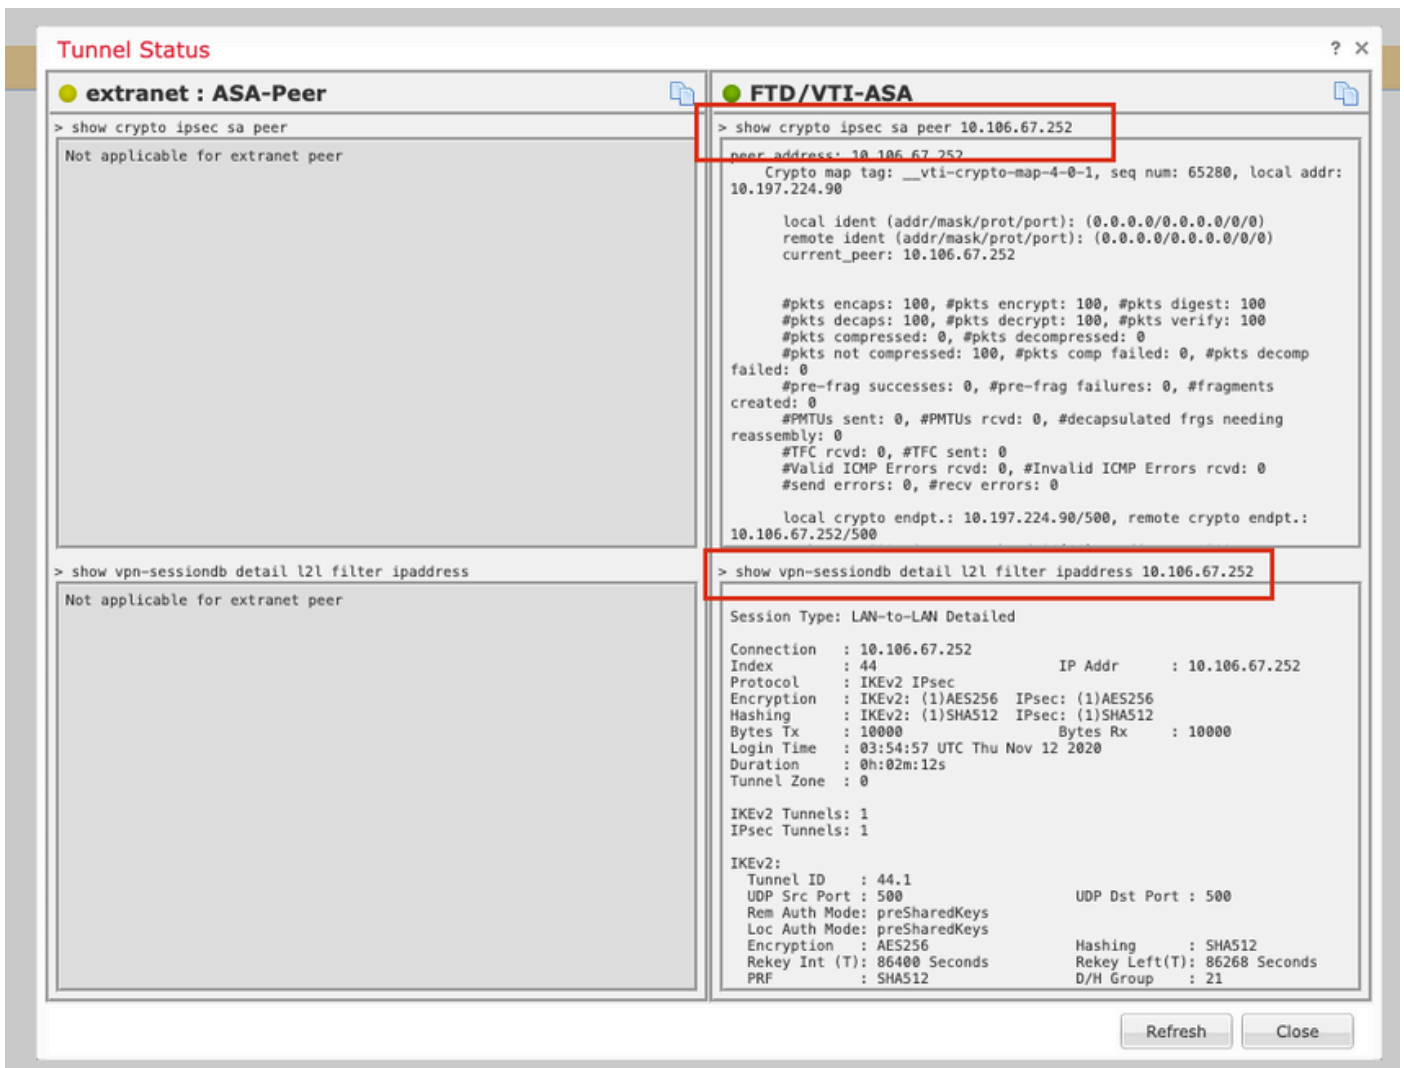 Tunnel Status
? ×
extranet : ASA-Peer
> show crypto ipsec sa peer
Not applicable for extranet peer
> show vpn-sessiondb detail l2l filter ipaddress
Not applicable for extranet peer
FTD/VTI-ASA
> show crypto ipsec sa peer 10.106.67.252
peer address: 10.106.67.252
Crypto map tag: __vti-crypto-map-4-0-1, seq num: 65280, local addr:
10.197.224.90
local ident (addr/mask/prot/port): (0.0.0.0/0.0.0.0/0/0)
remote ident (addr/mask/prot/port): (0.0.0.0/0.0.0.0/0/0)
current_peer: 10.106.67.252
#pkts encaps: 100, #pkts encrypt: 100, #pkts digest: 100
#pkts decaps: 100, #pkts decrypt: 100, #pkts verify: 100
#pkts compressed: 0, #pkts decompressed: 0
#pkts not compressed: 100, #pkts comp failed: 0, #pkts decomp
failed: 0
#pre-frag successes: 0, #pre-frag failures: 0, #fragments
created: 0
#PMTUs sent: 0, #PMTUs rcvd: 0, #decapsulated frgs needing
reassembly: 0
#TFC rcvd: 0, #TFC sent: 0
#Valid ICMP Errors rcvd: 0, #Invalid ICMP Errors rcvd: 0
#send errors: 0, #recv errors: 0
local crypto endpt.: 10.197.224.90/500, remote crypto endpt.:
10.106.67.252/500
> show vpn-sessiondb detail l2l filter ipaddress 10.106.67.252
Session Type: LAN-to-LAN Detailed
Connection : 10.106.67.252
Index : 44 IP Addr : 10.106.67.252
Protocol : IKEv2 IPsec
Encryption : IKEv2: (1)AES256 IPsec: (1)AES256
Hashing : IKEv2: (1)SHA512 IPsec: (1)SHA512
Bytes Tx : 10000 Bytes Rx : 10000
Login Time : 03:54:57 UTC Thu Nov 12 2020
Duration : 0h:02m:12s
Tunnel Zone : 0
IKEv2 Tunnels: 1
IPsec Tunnels: 1
IKEv2:
Tunnel ID : 44.1
UDP Src Port : 500 UDP Dst Port : 500
Rem Auth Mode: preSharedKeys
Loc Auth Mode: preSharedKeys
Encryption : AES256 Hashing : SHA512
Rekey Int (T): 86400 Seconds Rekey Left(T): 86268 Seconds
PRF : SHA512 D/H Group : 21
Refresh Close